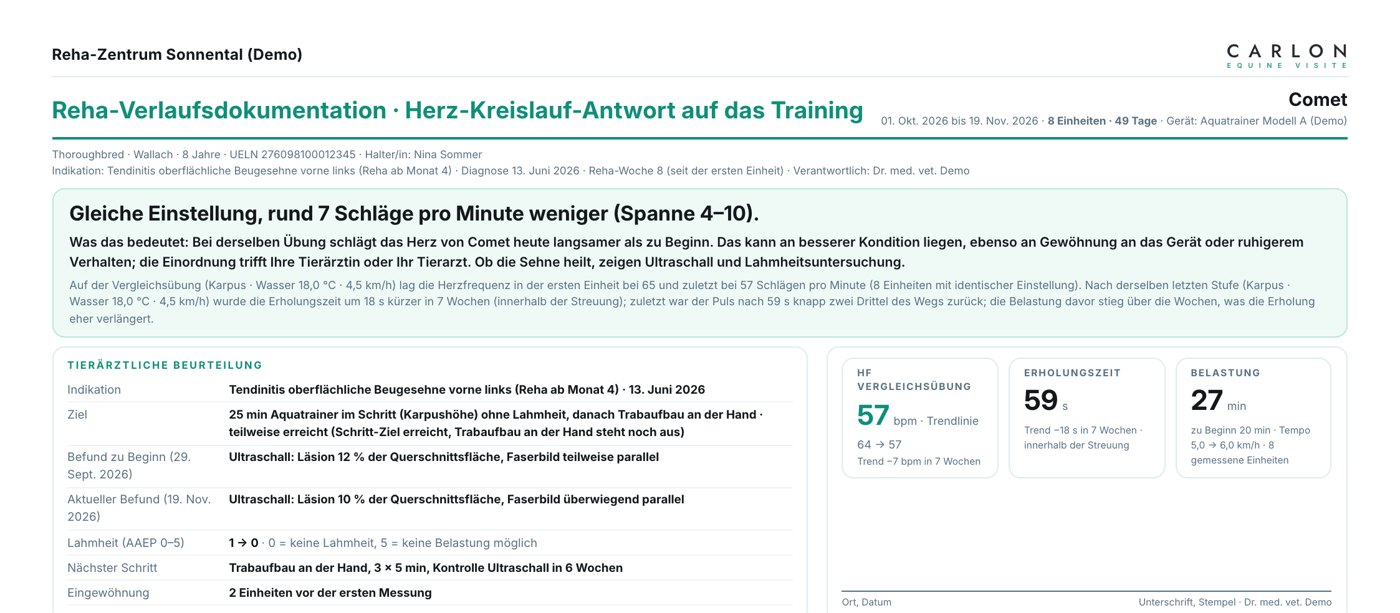 Reha-Zentrum Sonnental (Demo)
CARLON
EQUINE VISITE
Reha-Verlaufsdokumentation · Herz-Kreislauf-Antwort auf das Training
Comet
01. Okt. 2026 bis 19. Nov. 2026 · 8 Einheiten · 49 Tage · Gerät: Aquatrainer Modell A (Demo)
Thoroughbred · Wallach · 8 Jahre · UELN 276098100012345 · Halter/in: Nina Sommer
Indikation: Tendinitis oberflächliche Beugesehne vorne links (Reha ab Monat 4) · Diagnose 13. Juni 2026 · Reha-Woche 8 (seit der ersten Einheit) · Verantwortlich: Dr. med. vet. Demo
Gleiche Einstellung, rund 7 Schläge pro Minute weniger (Spanne 4–10).
Was das bedeutet: Bei derselben Übung schlägt das Herz von Comet heute langsamer als zu Beginn. Das kann an besserer Kondition liegen, ebenso an Gewöhnung an das Gerät oder ruhigerem
Verhalten; die Einordnung trifft Ihre Tierärztin oder Ihr Tierarzt. Ob die Sehne heilt, zeigen Ultraschall und Lahmheitsuntersuchung.
Auf der Vergleichsübung (Karpus · Wasser 18,0 °C · 4,5 km/h) lag die Herzfrequenz in der ersten Einheit bei 65 und zuletzt bei 57 Schlägen pro Minute (8 Einheiten mit identischer Einstellung). Nach derselben letzten Stufe (Karpus ·
Wasser 18,0 °C · 4,5 km/h) wurde die Erholungszeit um 18 s kürzer in 7 Wochen (innerhalb der Streuung); zuletzt war der Puls nach 59 s knapp zwei Drittel des Wegs zurück; die Belastung davor stieg über die Wochen, was die Erholung
eher verlängert.
TIERÄRZTLICHE BEURTEILUNG
Indikation
Tendinitis oberflächliche Beugesehne vorne links (Reha ab Monat 4) · 13. Juni 2026
Ziel
25 min Aquatrainer im Schritt (Karpushöhe) ohne Lahmheit, danach Trabaufbau an der Hand ·
teilweise erreicht (Schritt-Ziel erreicht, Trabaufbau an der Hand steht noch aus)
Befund zu Beginn (29.
Sept. 2026)
Ultraschall: Läsion 12 % der Querschnittsfläche, Faserbild teilweise parallel
Aktueller Befund (19. Nov.
2026)
Ultraschall: Läsion 10 % der Querschnittsfläche, Faserbild überwiegend parallel
Lahmheit (AAEP 0–5)
1 → 0 · 0 = keine Lahmheit, 5 = keine Belastung möglich
Nächster Schritt
Trabaufbau an der Hand, 3 × 5 min, Kontrolle Ultraschall in 6 Wochen
Eingewöhnung
2 Einheiten vor der ersten Messung
HF
VERGLEICHSÜBUNG
57 bpm · Trendlinie
64 → 57
Trend −7 bpm in 7 Wochen
ERHOLUNGSZEIT
59 s
Trend −18 s in 7 Wochen ·
innerhalb der Streuung
BELASTUNG
27 min
zu Beginn 20 min · Tempo
5,0 → 6,0 km/h · 8
gemessene Einheiten
Ort, Datum
Unterschrift, Stempel · Dr. med. vet. Demo